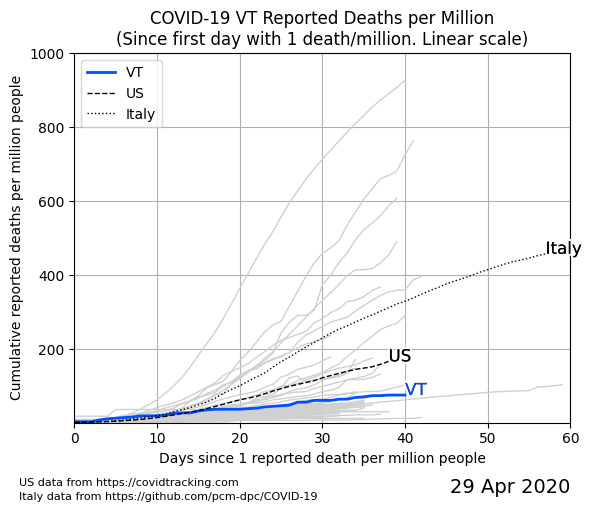 COVID-19 VT Reported Deaths per Million
(Since first day with 1 death/million. Linear scale)
Cumulative reported deaths per million people
1000
800
600
400
200
VT
US
Italy
Italy
US
VT
0
10
20
30
40
50
60
Days since 1 reported death per million people
US data from https://covidtracking.com
Italy data from https://github.com/pcm-dpc/COVID-19
29 Apr 2020